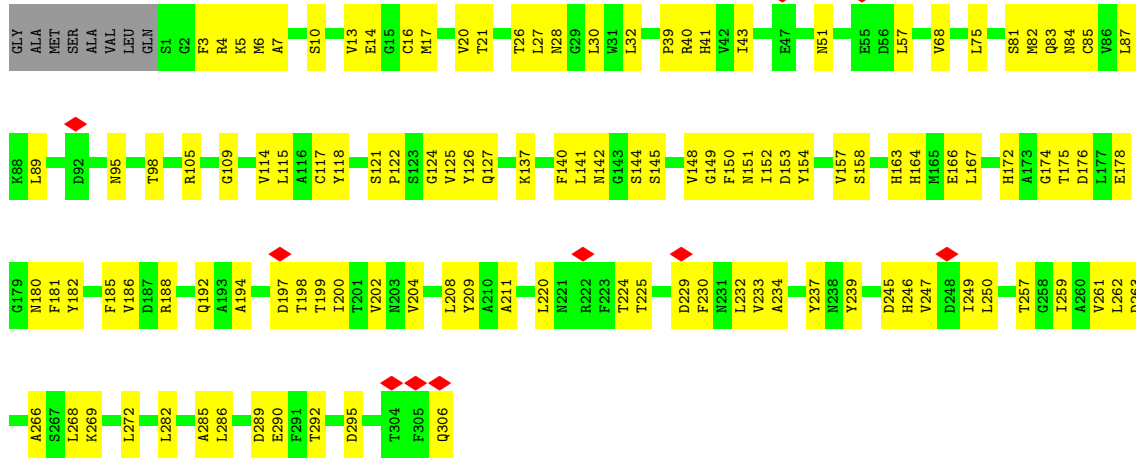 GLY ALA MET SER ALA VAL LEU GLN S1 G2 F3 R4 K5 M6 A7 S10 V13 E14 G15 C16 M17 V20 T21 T26 L27 N28 G29 L30 W31 L32 P39 R40 H41 V42 I43 E47 N51 E55 D56 L57 V68 L75 S81 M82 Q83 N84 C85 V86 L87
K88 L89 D92 N95 T98 R105 G109 V114 L115 A116 C117 Y118 S121 P122 S123 G124 V125 Y126 Q127 K137 F140 L141 N142 G143 S144 S145 V148 G149 F150 N151 I152 D153 Y154 V157 S158 H163 H164 M165 E166 L167 H172 A173 G174 T175 D176 L177 E178
G179 N180 F181 Y182 F185 V186 D187 R188 Q192 A193 A194 D197 T198 T199 I200 T201 V202 N203 V204 L208 Y209 A210 A211 L220 N221 R222 F223 T224 T225 D229 F230 N231 L232 V233 A234 Y237 N238 Y239 D245 H246 V247 D248 I249 L250 T257 G258 I259 A260 V261 L262 D263
A266 S267 L268 K269 L272 L282 A285 L286 D289 E290 F291 T292 D295 T304 F305 Q306